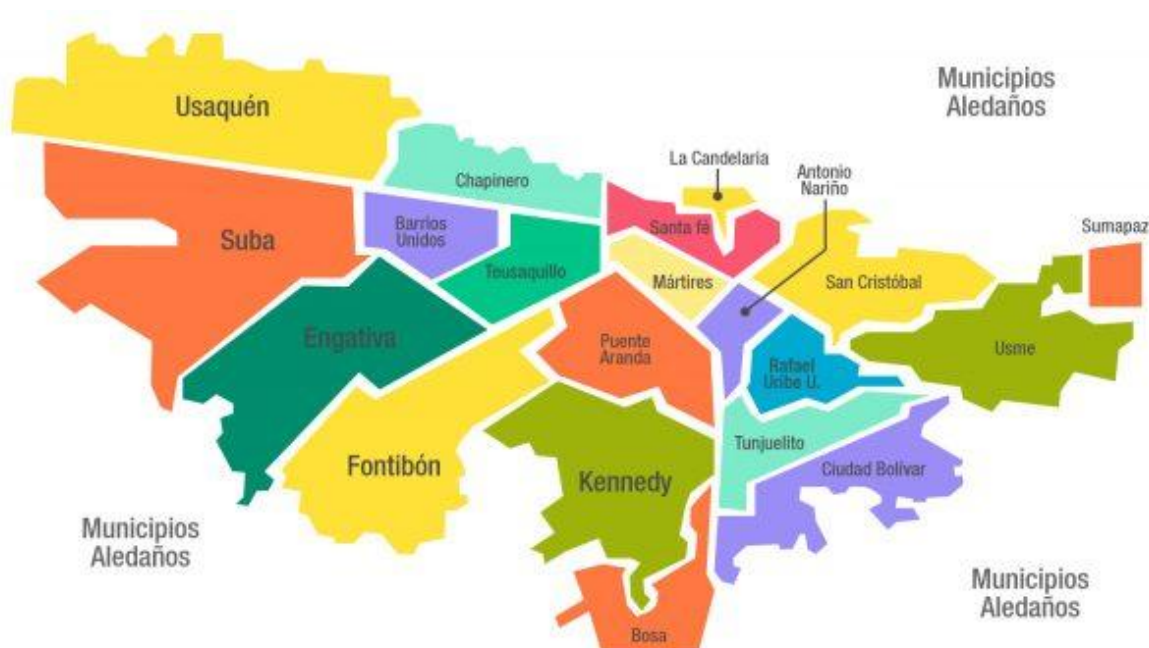 Usaquén
Municipios
Aledaños
La Candelaria
Antonio
Nariño
Chapinero
Barrios
Unidos
Santa fé
Sumapaz
Suba
Teusaquillo
Mártires
San Cristóbal
Engativa
Puente
Aranda
Rafael
Uribe U.
Usme
Fontibón
Kennedy
Tunjuelito
Ciudad Bolívar
Municipios
Aledaños
Municipios
Aledaños
Bosa